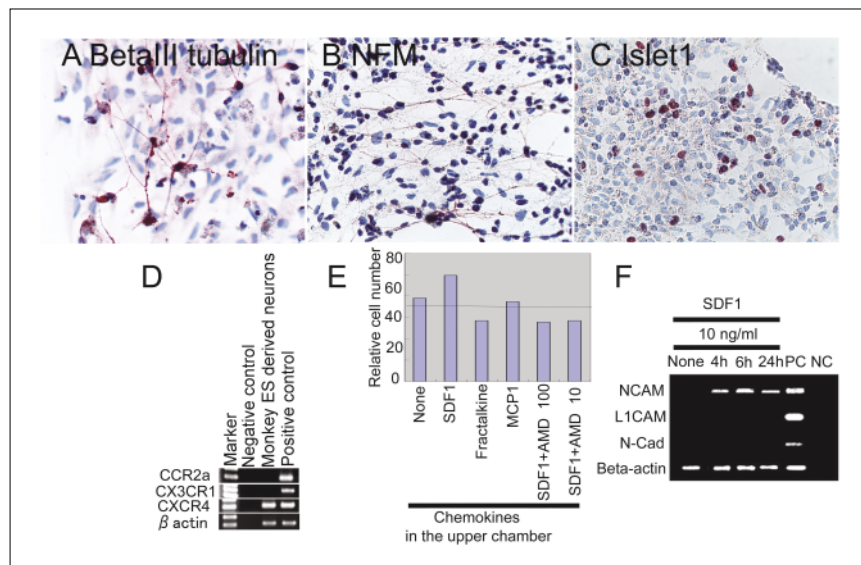 A BetaIII tubulin
B NFM
C Islet1
D
Marker
Negative control
Monkey ES derived neurons
Positive control
CCR2a
CX3CR1
CXCR4
β actin
E
Relative cell number
80
60
40
20
0
None
SDF1
Fractalkine
MCP1
SDF1+AMD 100
SDF1+AMD 10
Chemokines
in the upper chamber
F
SDF1
10 ng/ml
None 4h 6h 24h PC NC
NCAM
L1CAM
N-Cad
Beta-actin